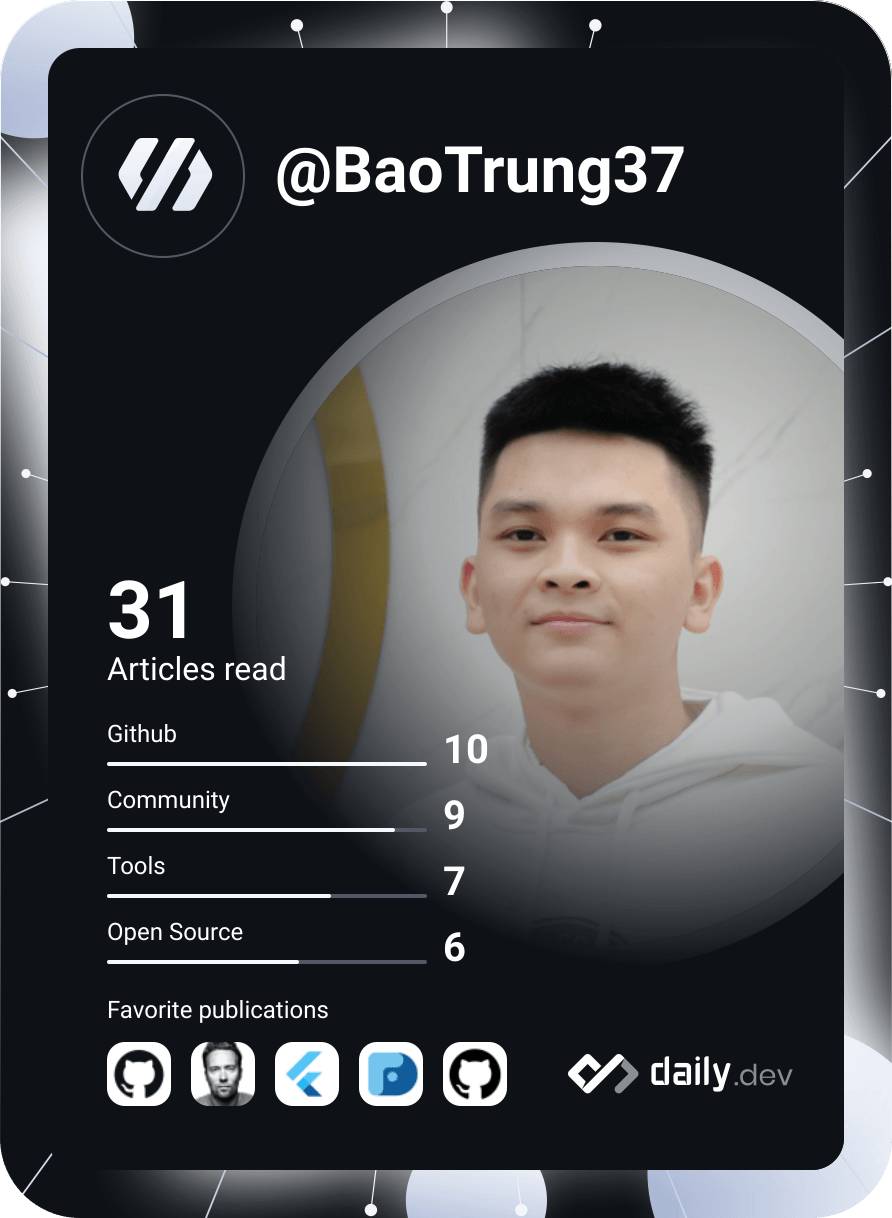 @BaoTrung37
31
Articles read
Github
10
Community
9
Tools
7
Open Source
6
Favorite publications
daily.dev